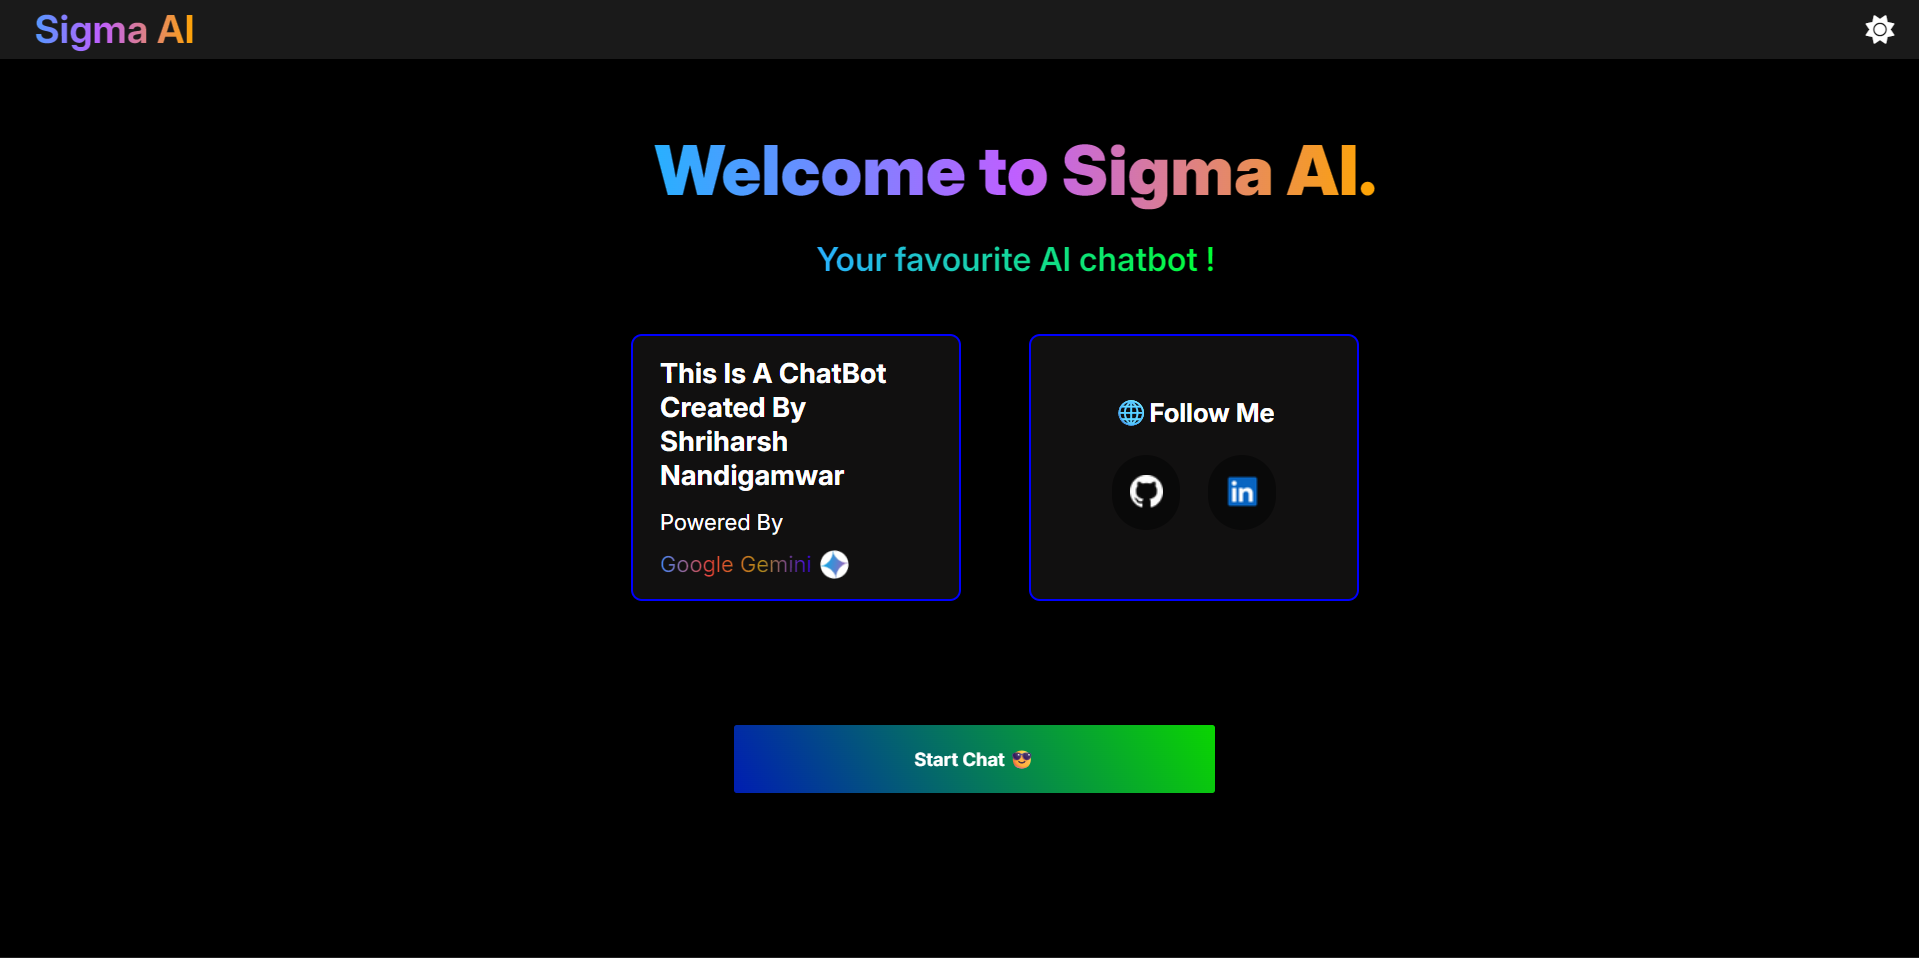 Sigma AI
Welcome to Sigma AI.
Your favourite AI chatbot !
This Is A ChatBot
Created By
Shriharsh
Nandigamwar
Powered By
Google Gemini
🌐 Follow Me
in
Start Chat 😎